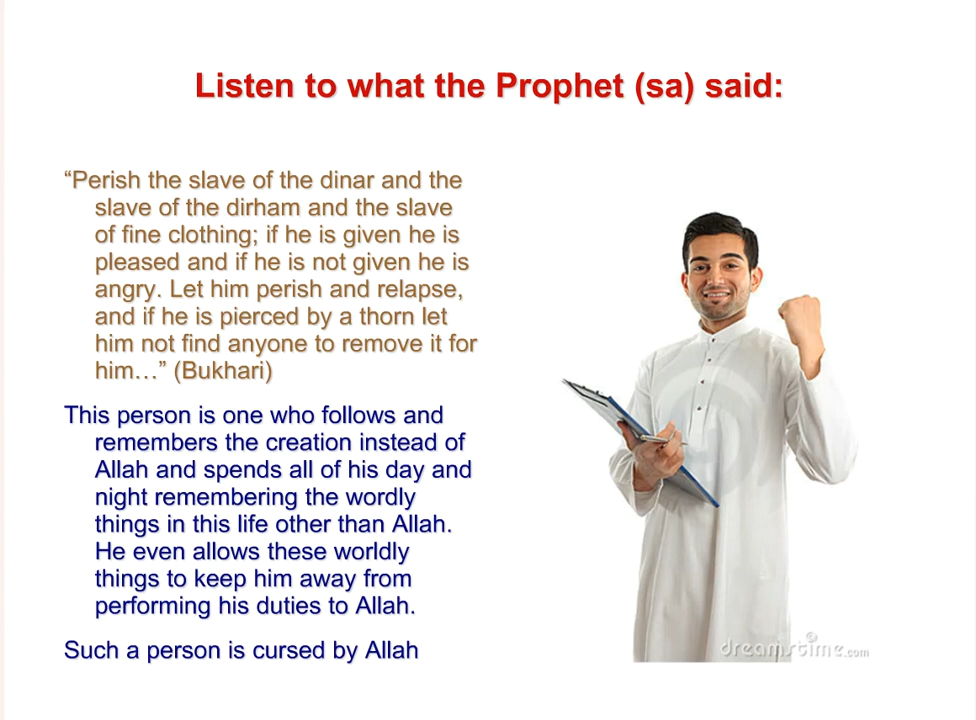 Listen to what the Prophet (sa) said:
“Perish the slave of the dinar and the
slave of the dirham and the slave
of fine clothing; if he is given he is
pleased and if he is not given he is
angry. Let him perish and relapse,
and if he is pierced by a thorn let
him not find anyone to remove it for
him…” (Bukhari)
This person is one who follows and
remembers the creation instead of
Allah and spends all of his day and
night remembering the wordly
things in this life other than Allah.
He even allows these worldly
things to keep him away from
performing his duties to Allah.
Such a person is cursed by Allah
dreamstime.com